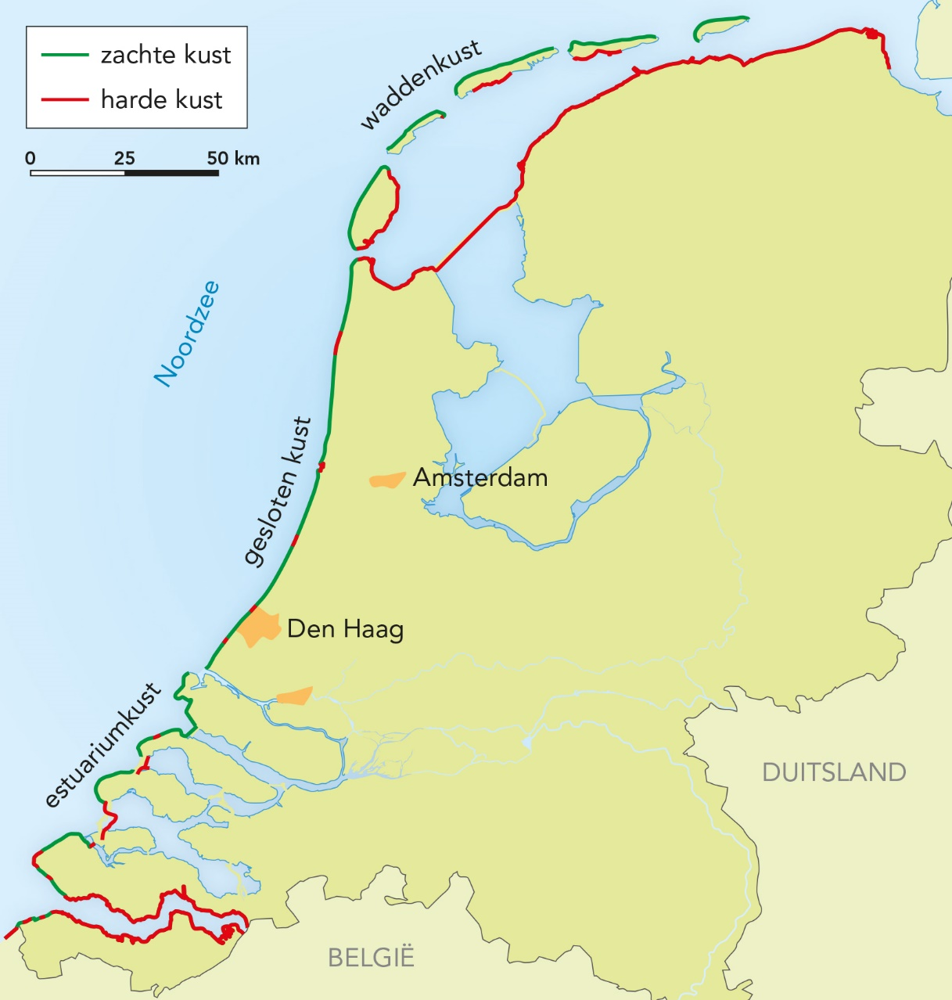 zachte kust
harde kust
0 25 50 km
waddenkust
Noordzee
gesloten kust
Amsterdam
Den Haag
estuariumkust
DUITSLAND
BELGIË